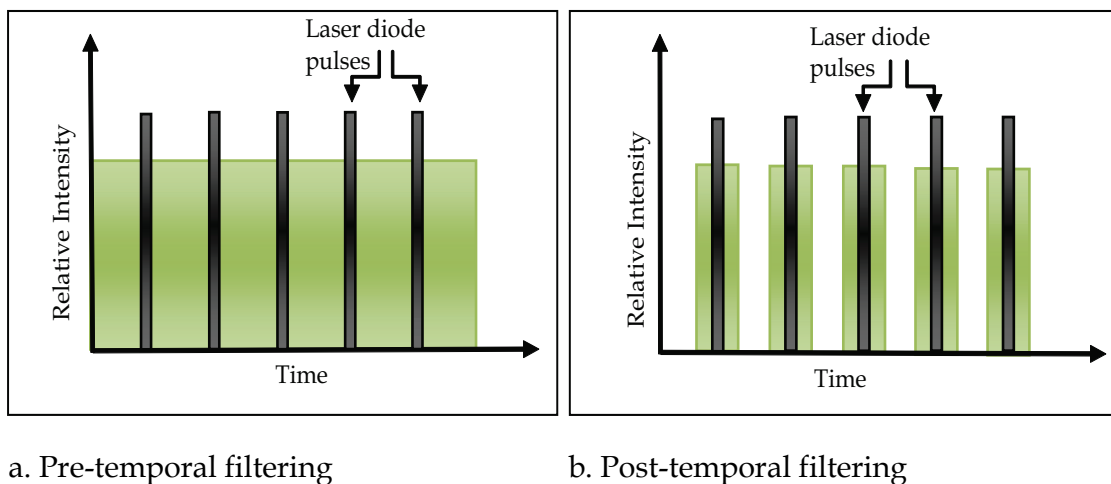 Laser diode
pulses
Relative Intensity
Time
Laser diode
pulses
Relative Intensity
Time
a. Pre-temporal filtering
b. Post-temporal filtering